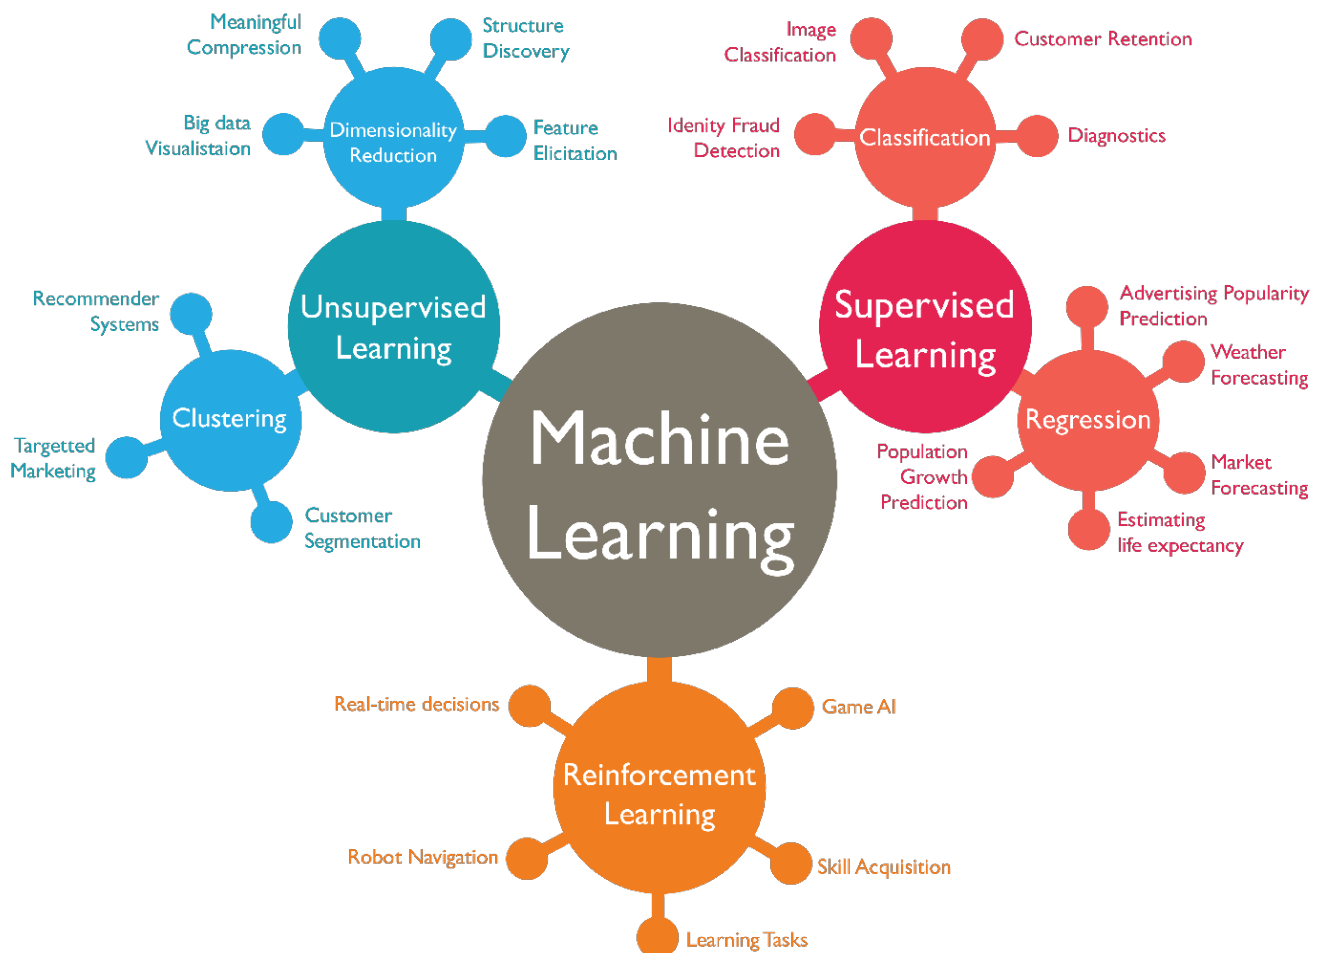 Meaningful
Compression
Structure
Discovery
Big data
Visualistaion
Dimensionality
Reduction
Feature
Elicitation
Image
Classification
Customer Retention
Idenity Fraud
Detection
Classification
Diagnostics
Recommender
Systems
Unsupervised
Learning
Clustering
Targetted
Marketing
Customer
Segmentation
Supervised
Learning
Advertising Popularity
Prediction
Weather
Forecasting
Regression
Population
Growth
Prediction
Market
Forecasting
Estimating
life expectancy
Machine
Learning
Real-time decisions
Game AI
Reinforcement
Learning
Robot Navigation
Skill Acquisition
Learning Tasks